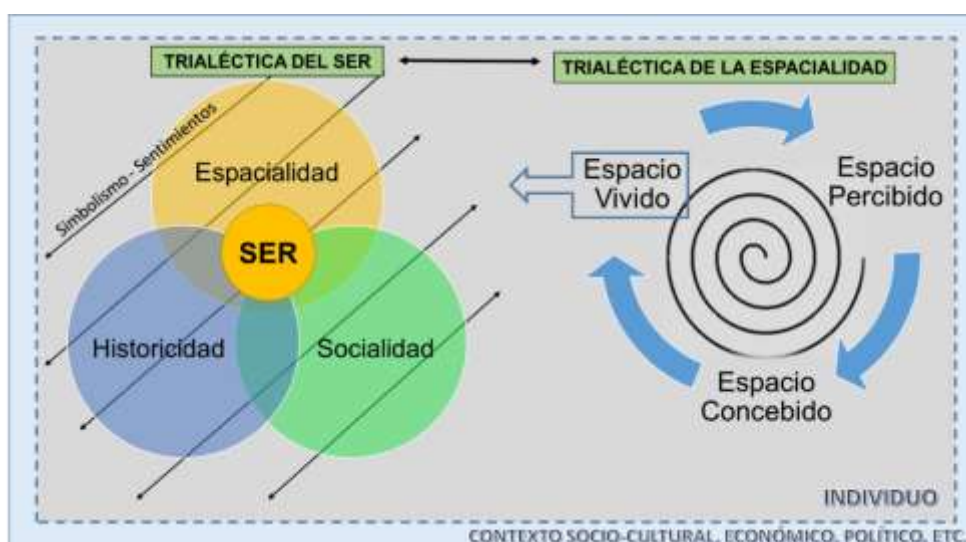 TRIALÉCTICA DEL SER
TRIALÉCTICA DE LA ESPACIALIDAD
Simbolismo - Sentimientos
Espacialidad
SER
Historicidad
Socialidad
Espacio
Vivido
Espacio
Percibido
Espacio
Concebido
INDIVIDUO
CONTEXTO SOCIO-CULTURAL, ECONÓMICO, POLÍTICO, ETC.